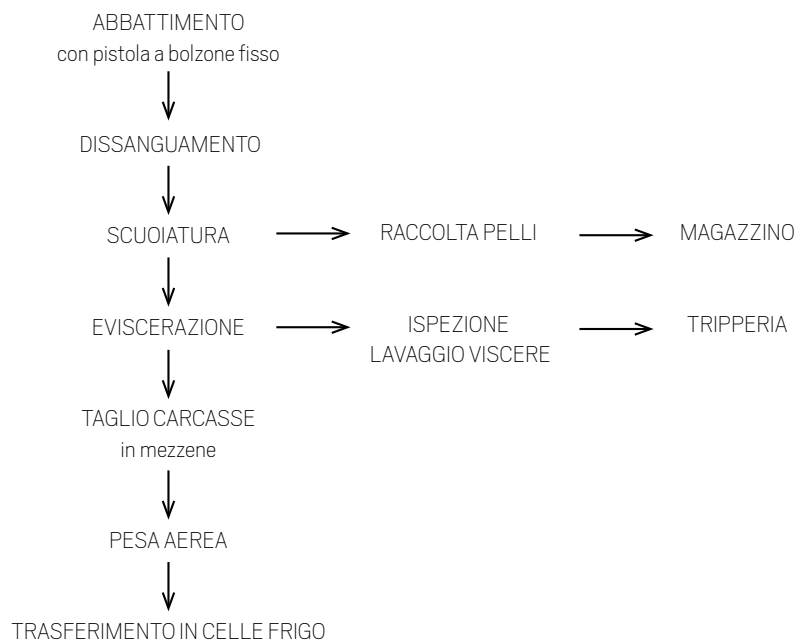 ABBATTIMENTO
con pistola a bolzone fisso
DISSANGUAMENTO
SCUOIATURA
RACCOLTA PELLI
MAGAZZINO
EVISCERAZIONE
ISPEZIONE
LAVAGGIO VISCERE
TRIPPERIA
TAGLIO CARCASSE
in mezzene
PESA AEREA
TRASFERIMENTO IN CELLE FRIGO